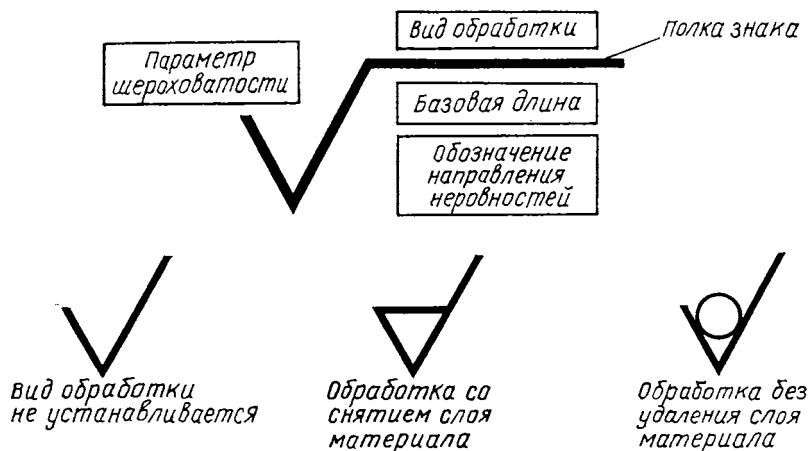 Параметр
шероховатости
Вид обработки
Полка знака
Базовая длина
Обозначение
направления
неровностей
Вид обработки
не устанавливается
Обработка со
снятием слоя
материала
Обработка без
удаления слоя
материала